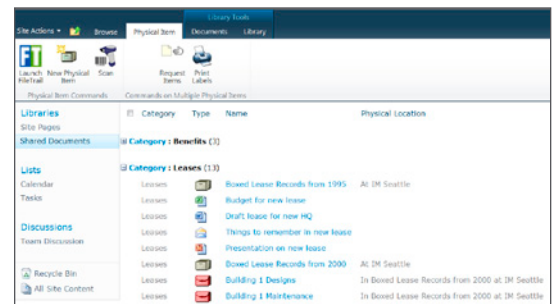 Library Tools
Site Actions Browse Physical Item Documents Library
FT
Launch FileTrail New Physical Item Scan Request Items Print Labels
Physical Item Commands Commands on Multiple Physical Items
Libraries
Site Pages
Shared Documents
Lists
Calendar
Tasks
Discussions
Team Discussion
Recycle Bin
All Site Content
Category Type Name Physical Location
Category : Benefits (3)
Category : Leases (13)
Leases Boxed Lease Records from 1995 At IM Seattle
Leases Budget for new lease
Leases Draft lease for new HQ
Leases Things to remember in new lease
Leases Presentation on new lease
Leases Boxed Lease Records from 2000 At IM Seattle
Leases Building 1 Designs In Boxed Lease Records from 2000 at IM Seattle
Leases Building 1 Maintenance In Boxed Lease Records from 2000 at IM Seattle